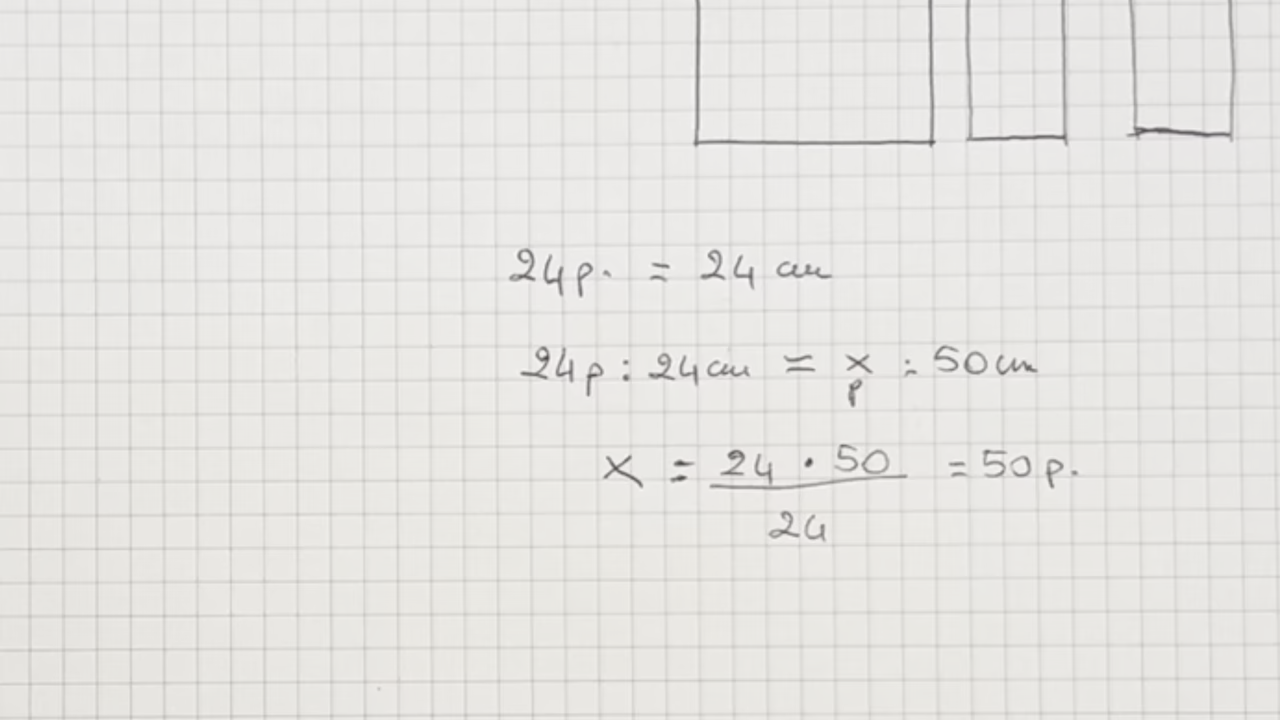 24p. = 24 cm
24p : 24cm = x : 50cm
p
x = 24 · 50 = 50p.
24